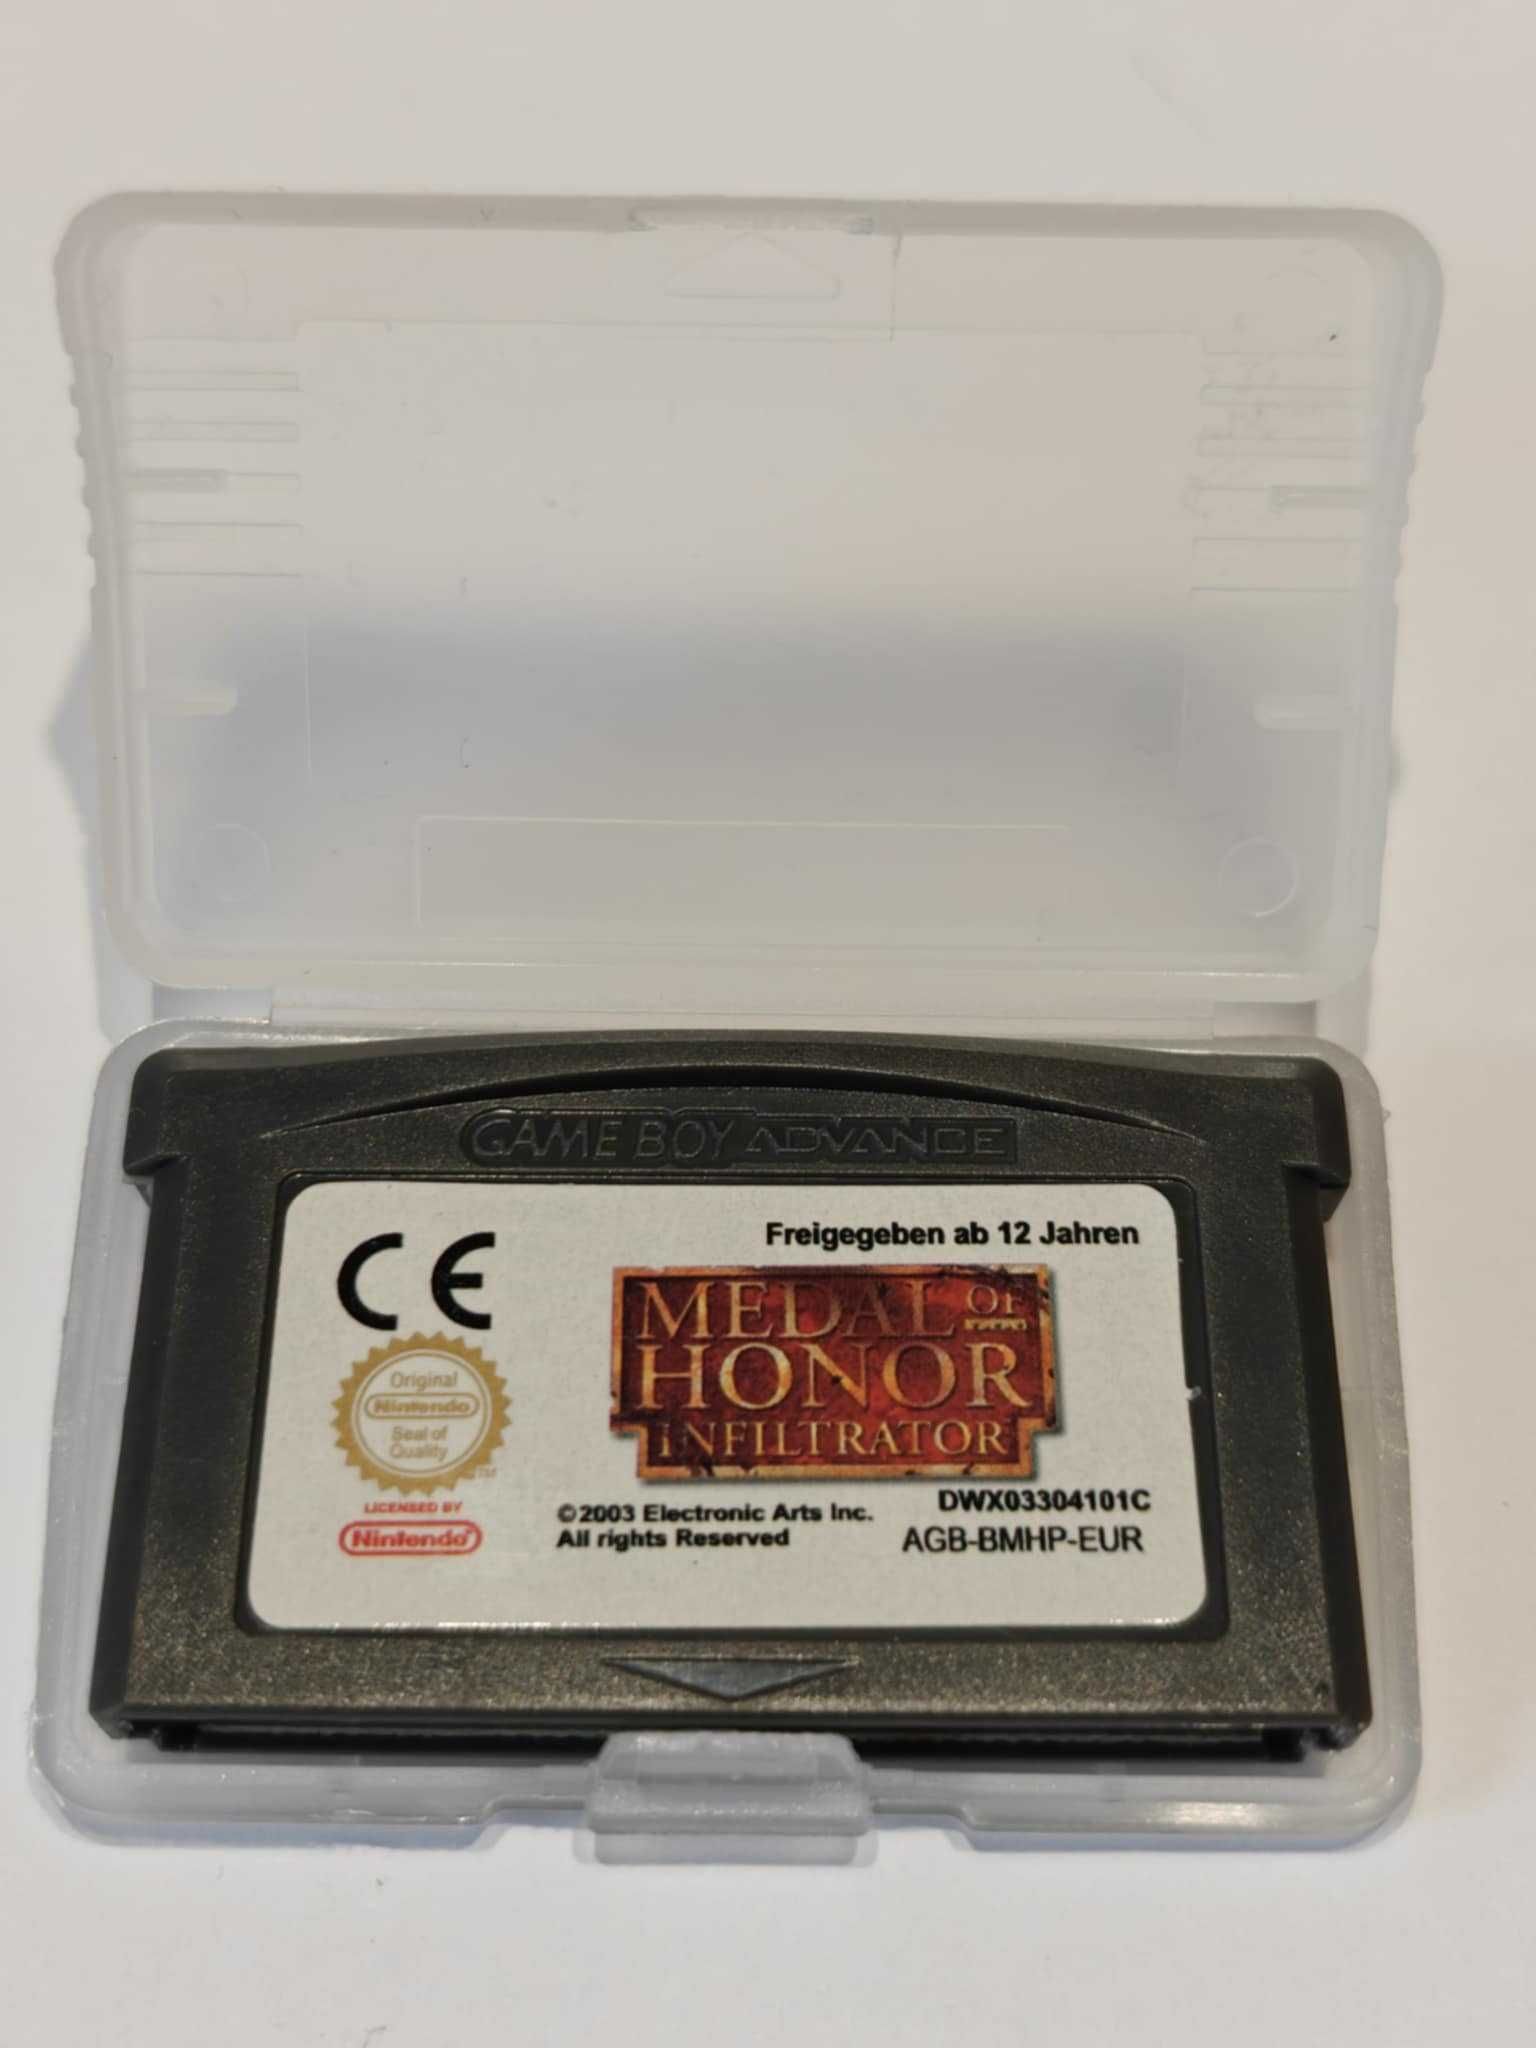 GAME BOY ADVANCE
CE
Freigegeben ab 12 Jahren
MEDAL OF
HONOR
INFILTRATOR
Original
Nintendo
Seal of
Quality
TM
LICENSED BY
Nintendo
©2003 Electronic Arts Inc.
All rights Reserved
DWX03304101C
AGB-BMHP-EUR